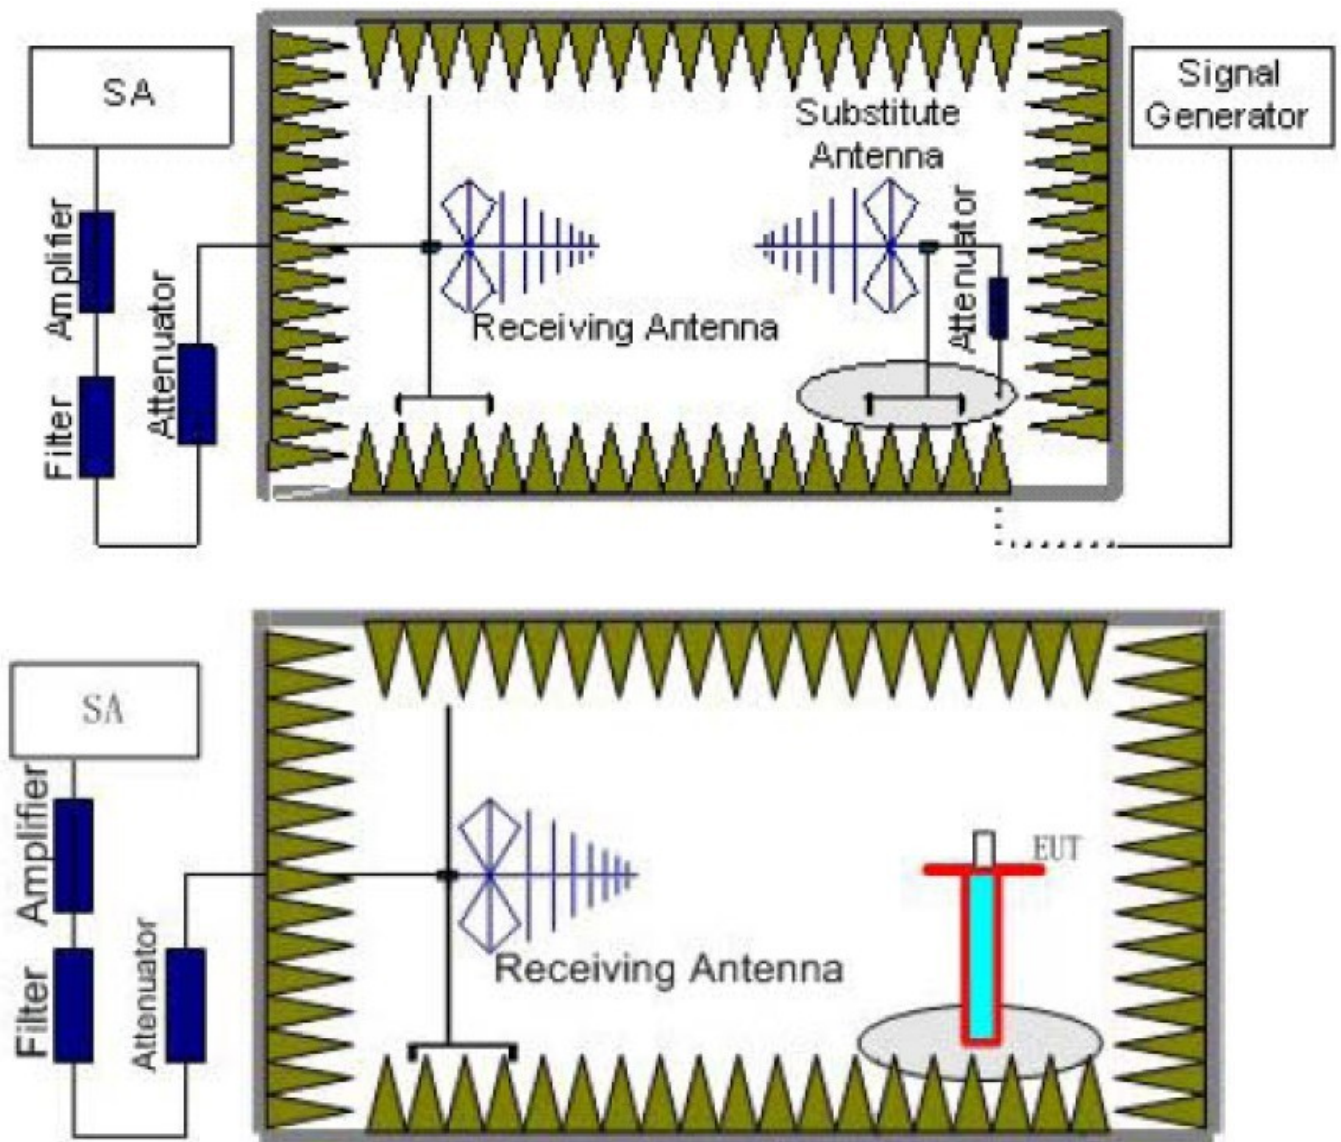 SA
Signal
Generator
Substitute
Antenna
Amplifier
Attenuator
Attenuator
Filter
Receiving Antenna
SA
Amplifier
EUT
Attenuator
Filter
Receiving Antenna